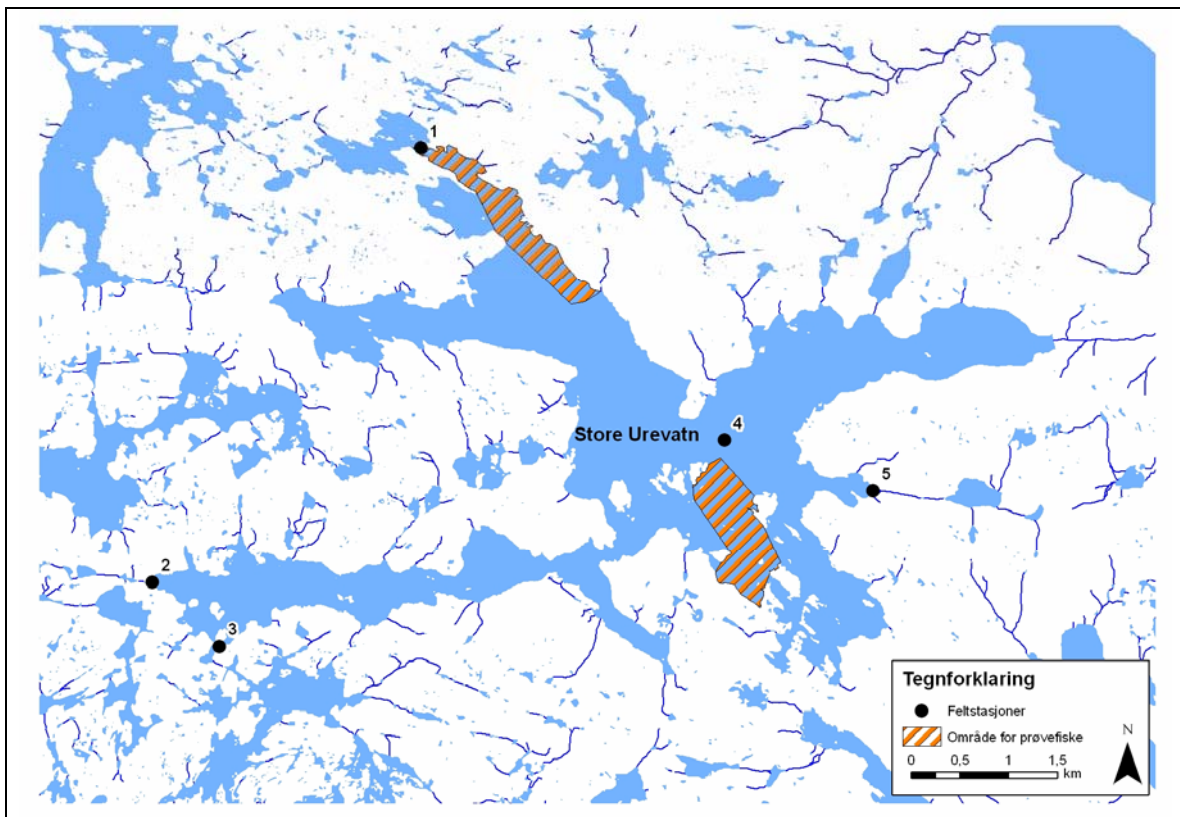 1
Store Urevatn
4
5
2
3
Tegnforklaring
Feltstasjoner
Område for prøvefiske
N
0 0,5 1 1,5
km